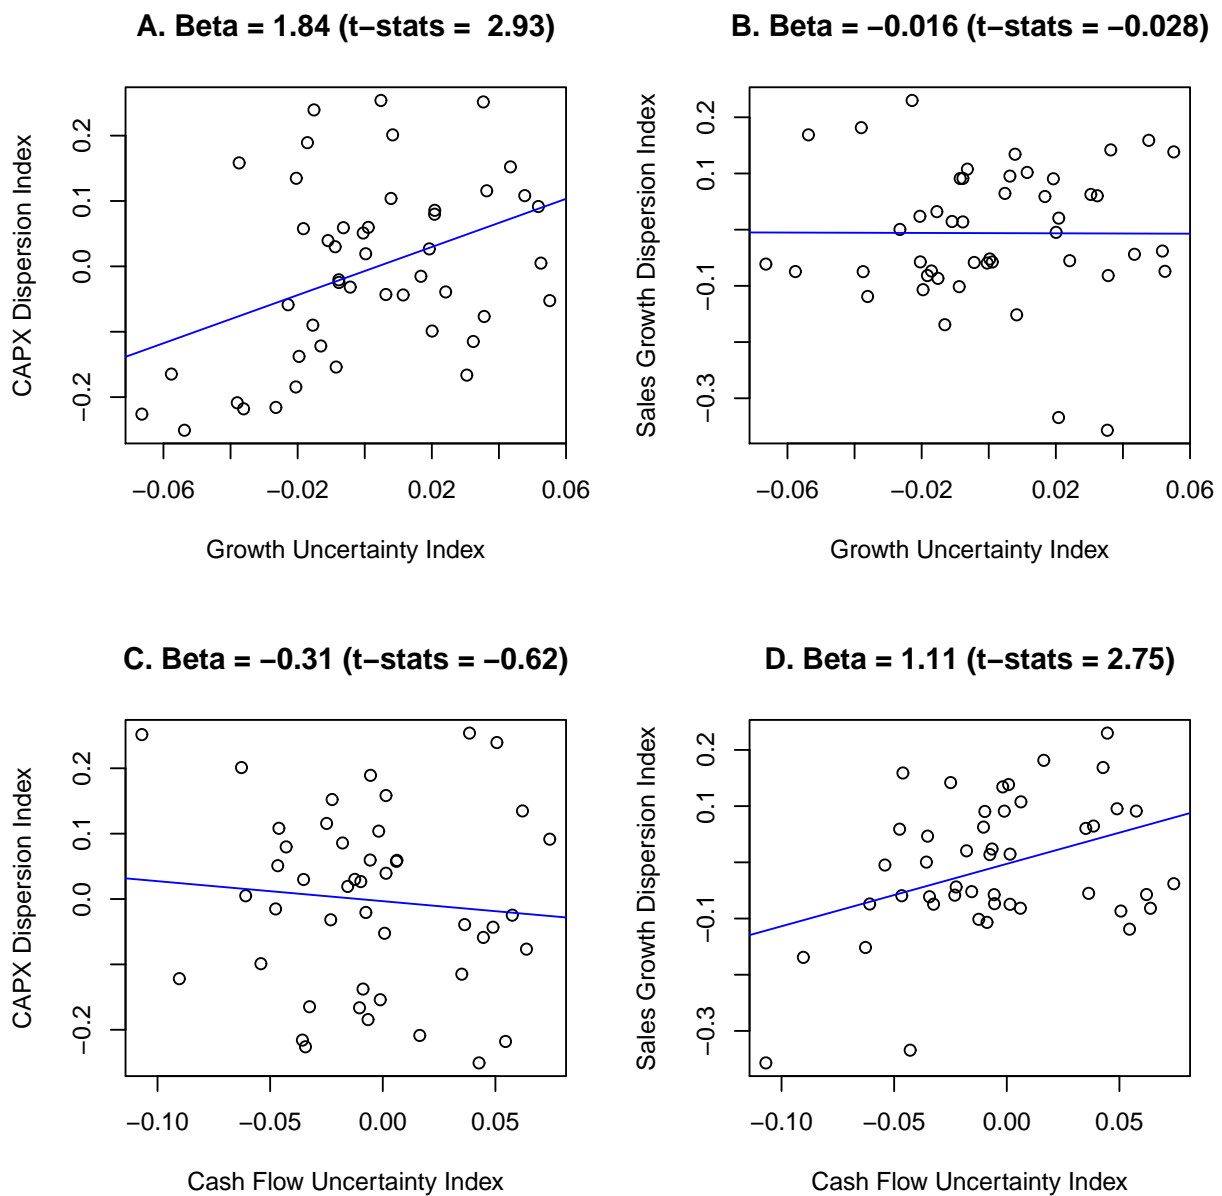 A. Beta = 1.84 (t−stats =  2.93)
CAPX Dispersion Index
0.2
0.1
0.0
−0.2
−0.06
−0.02
0.02
0.06
Growth Uncertainty Index
B. Beta = −0.016 (t−stats = −0.028)
Sales Growth Dispersion Index
0.2
0.1
−0.1
−0.3
−0.06
−0.02
0.02
0.06
Growth Uncertainty Index
C. Beta = −0.31 (t−stats = −0.62)
CAPX Dispersion Index
0.2
0.1
0.0
−0.2
−0.10
−0.05
0.00
0.05
Cash Flow Uncertainty Index
D. Beta = 1.11 (t−stats = 2.75)
Sales Growth Dispersion Index
0.2
0.1
−0.1
−0.3
−0.10
−0.05
0.00
0.05
Cash Flow Uncertainty Index